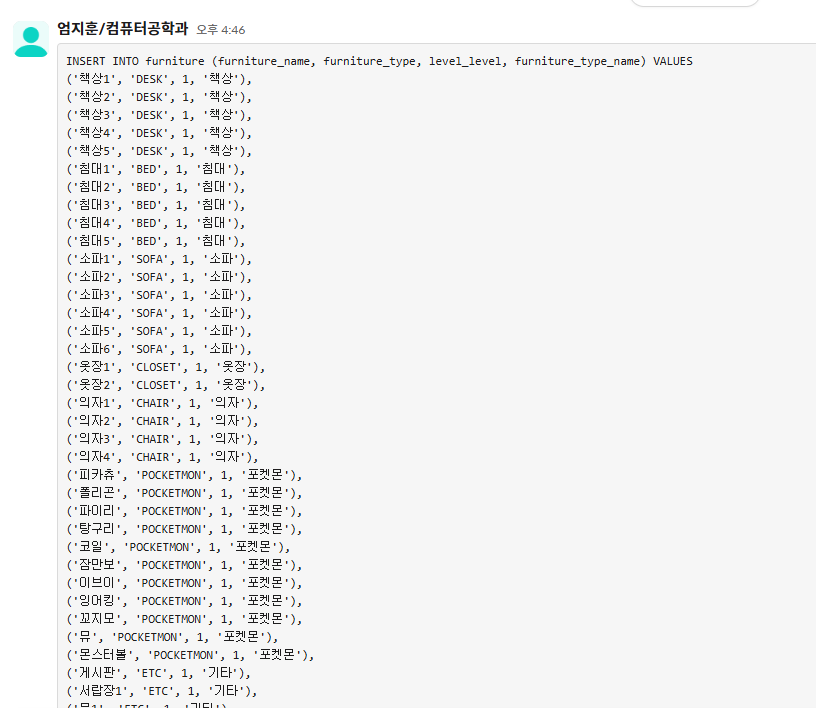 엄지훈/컴퓨터공학과 오후 4:46
INSERT INTO furniture (furniture_name, furniture_type, level_level, furniture_type_name) VALUES
('책상1', 'DESK', 1, '책상'),
('책상2', 'DESK', 1, '책상'),
('책상3', 'DESK', 1, '책상'),
('책상4', 'DESK', 1, '책상'),
('책상5', 'DESK', 1, '책상'),
('침대1', 'BED', 1, '침대'),
('침대2', 'BED', 1, '침대'),
('침대3', 'BED', 1, '침대'),
('침대4', 'BED', 1, '침대'),
('침대5', 'BED', 1, '침대'),
('소파1', 'SOFA', 1, '소파'),
('소파2', 'SOFA', 1, '소파'),
('소파3', 'SOFA', 1, '소파'),
('소파4', 'SOFA', 1, '소파'),
('소파5', 'SOFA', 1, '소파'),
('소파6', 'SOFA', 1, '소파'),
('옷장1', 'CLOSET', 1, '옷장'),
('옷장2', 'CLOSET', 1, '옷장'),
('의자1', 'CHAIR', 1, '의자'),
('의자2', 'CHAIR', 1, '의자'),
('의자3', 'CHAIR', 1, '의자'),
('의자4', 'CHAIR', 1, '의자'),
('피카츄', 'POCKETMON', 1, '포켓몬'),
('폴리곤', 'POCKETMON', 1, '포켓몬'),
('파이리', 'POCKETMON', 1, '포켓몬'),
('탕구리', 'POCKETMON', 1, '포켓몬'),
('코일', 'POCKETMON', 1, '포켓몬'),
('잠만보', 'POCKETMON', 1, '포켓몬'),
('이브이', 'POCKETMON', 1, '포켓몬'),
('잉어킹', 'POCKETMON', 1, '포켓몬'),
('꼬지모', 'POCKETMON', 1, '포켓몬'),
('뮤', 'POCKETMON', 1, '포켓몬'),
('몬스터볼', 'POCKETMON', 1, '포켓몬'),
('게시판', 'ETC', 1, '기타'),
('서랍장1', 'ETC', 1, '기타'),